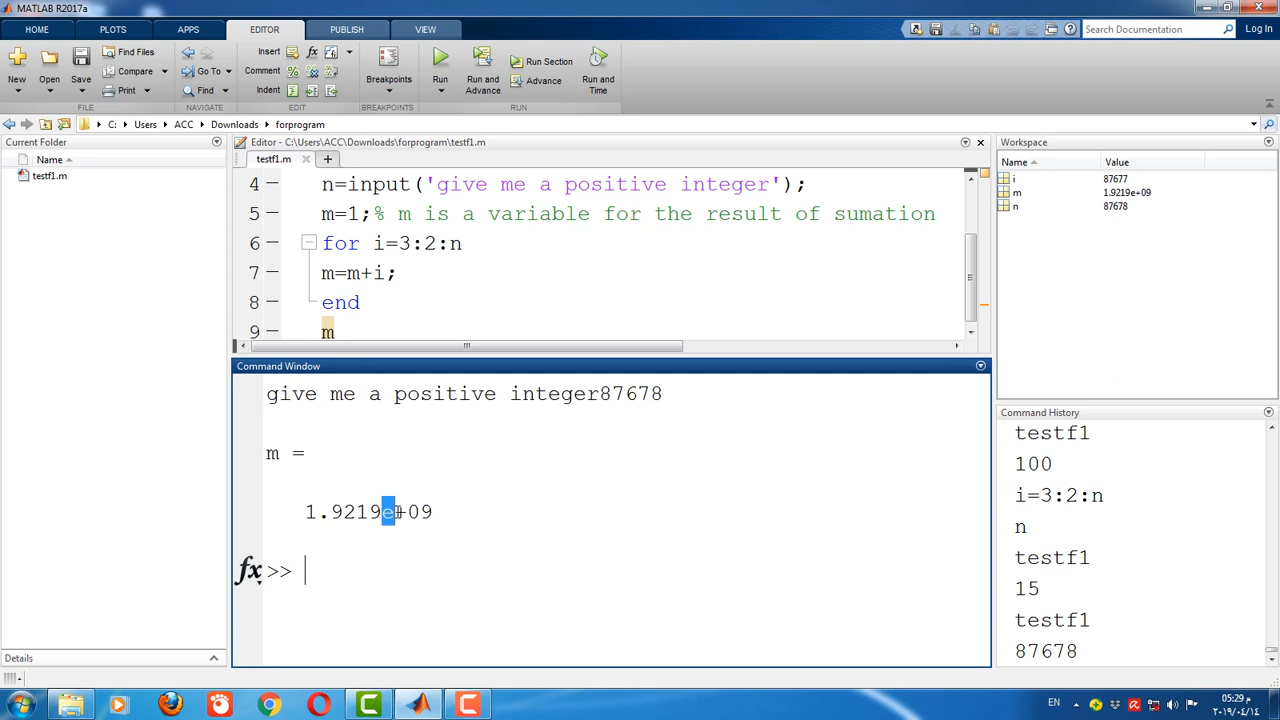 MATLAB R2017a
HOME PLOTS APPS EDITOR PUBLISH VIEW
Search Documentation Log In
New Open Save Find Files Compare Print
Go To Find
Insert fx
Comment
Indent
Breakpoints
Run Run and Advance Run Section Advance Run and Time
FILE NAVIGATE EDIT BREAKPOINTS RUN
C: Users ACC Downloads forprogram
Current Folder
Name
testf1.m
Details
Editor - C:\Users\ACC\Downloads\forprogram\testf1.m
testf1.m
4 n=input('give me a positive integer');
5 m=1;% m is a variable for the result of sumation
6 for i=3:2:n
7 m=m+i;
8 end
9 m
Command Window
give me a positive integer87678
m =
1.9219e+09
fx >>
Workspace
Name Value
i 87677
m 1.9219e+09
n 87678
Command History
testf1
100
i=3:2:n
n
testf1
15
testf1
87678
EN
05:29 م
٢٠١٩/٠٤/١٤